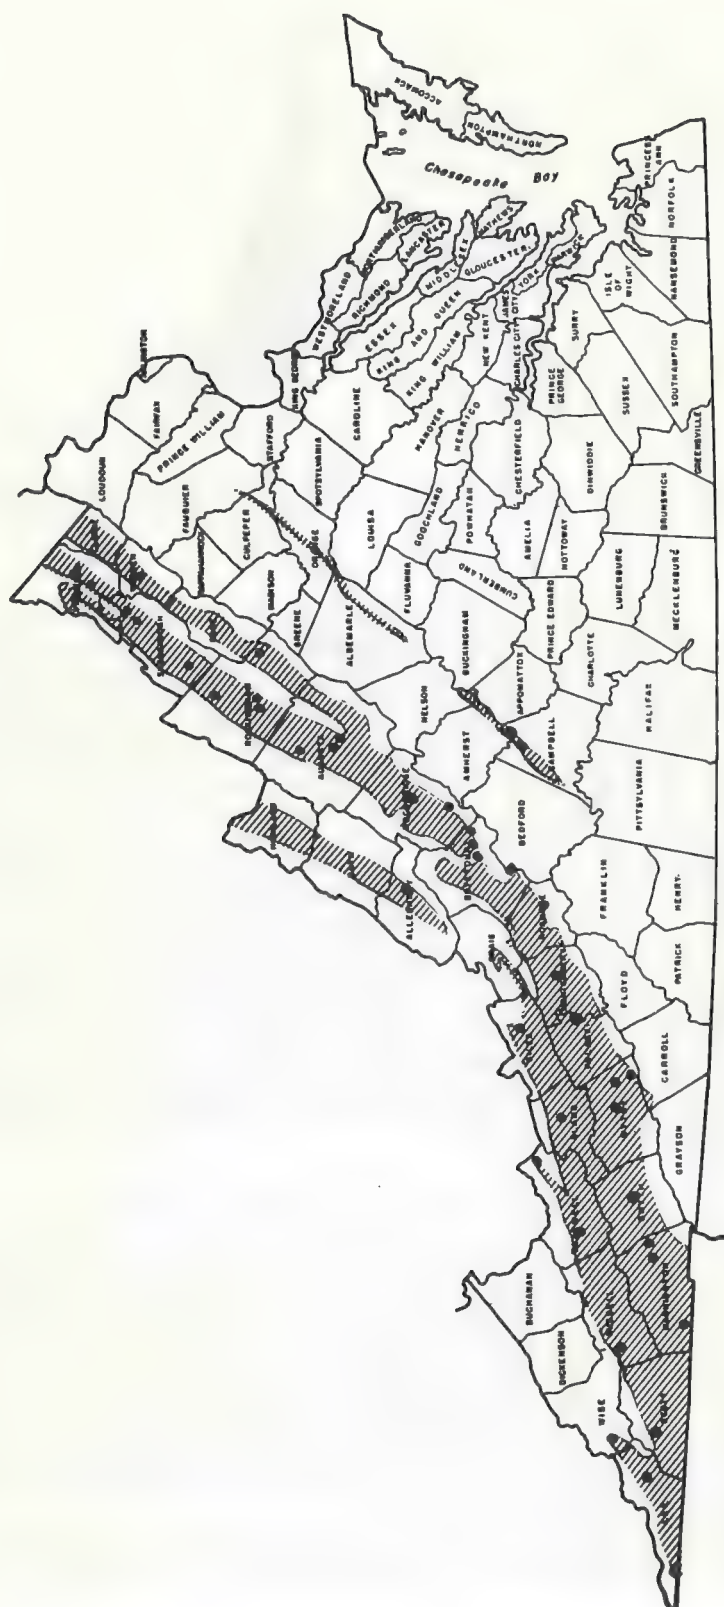 ACCOWACK
NORTHAMPTON
Chesapeake
Bay
PRINCESS
ANN
NORFOLK
NANSEMOND
ISLE
OF
WIGHT
SOUTHAMPTON
SURRY
SUSSEX
GREENSVILLE
PRINCE
GEORGE
DINWIDDIE
BRUNSWICK
NORTHUMBERLAND
LANCASTER
WESTMORELAND
RICHMOND
MIDDLESEX
MATHEWS
GLOUCESTER
ESSEX
KING AND QUEEN
KING WILLIAM
NEW KENT
JAMES
CITY
YORK
WARWICK
CHARLES CITY
HANOVER
HENRICO
CHESTERFIELD
KING GEORGE
CAROLINE
STAFFORD
SPOTSYLVANIA
FAIRFAX
PRINCE WILLIAM
LOUDOUN
FAUQUIER
CULPEPER
MADISON
GREENE
ORANGE
LOUISA
GOOCHLAND
POWHATAN
AMELIA
NOTTOWAY
LUNENBURG
MECKLENBURG
ALBEMARLE
FLUVANNA
CUMBERLAND
BUCKINGHAM
PRINCE EDWARD
CHARLOTTE
APPOMATTOX
NELSON
AMHERST
CAMPBELL
HALIFAX
PITTSYLVANIA
BEDFORD
FRANKLIN
HENRY
PATRICK
FLOYD
CARROLL
GRAYSON
BUCHANAN
DICKENSON
WISE
SCOTT